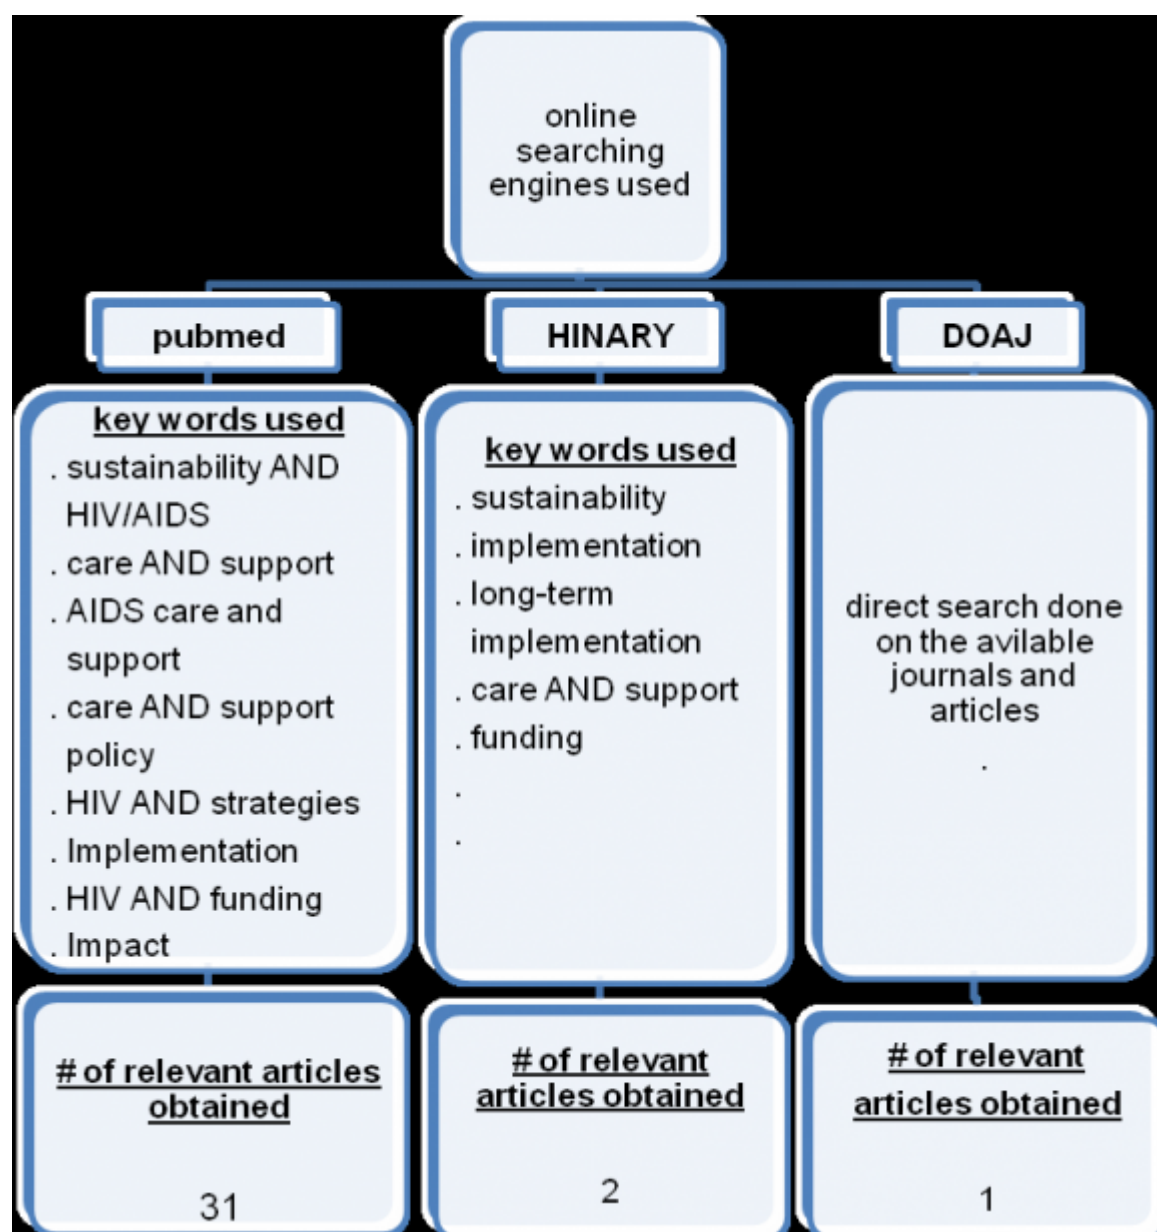 online
searching
engines used
pubmed
HINARY
DOAJ
key words used
. sustainability AND
HIV/AIDS
. care AND support
. AIDS care and
support
. care AND support
policy
. HIV AND strategies
. Implementation
. HIV AND funding
. Impact
key words used
. sustainability
. implementation
. long-term
implementation
. care AND support
. funding
.
.
direct search done
on the avilable
journals and
articles
.
# of relevant articles
obtained
31
# of relevant
articles obtained
2
# of relevant
articles obtained
1